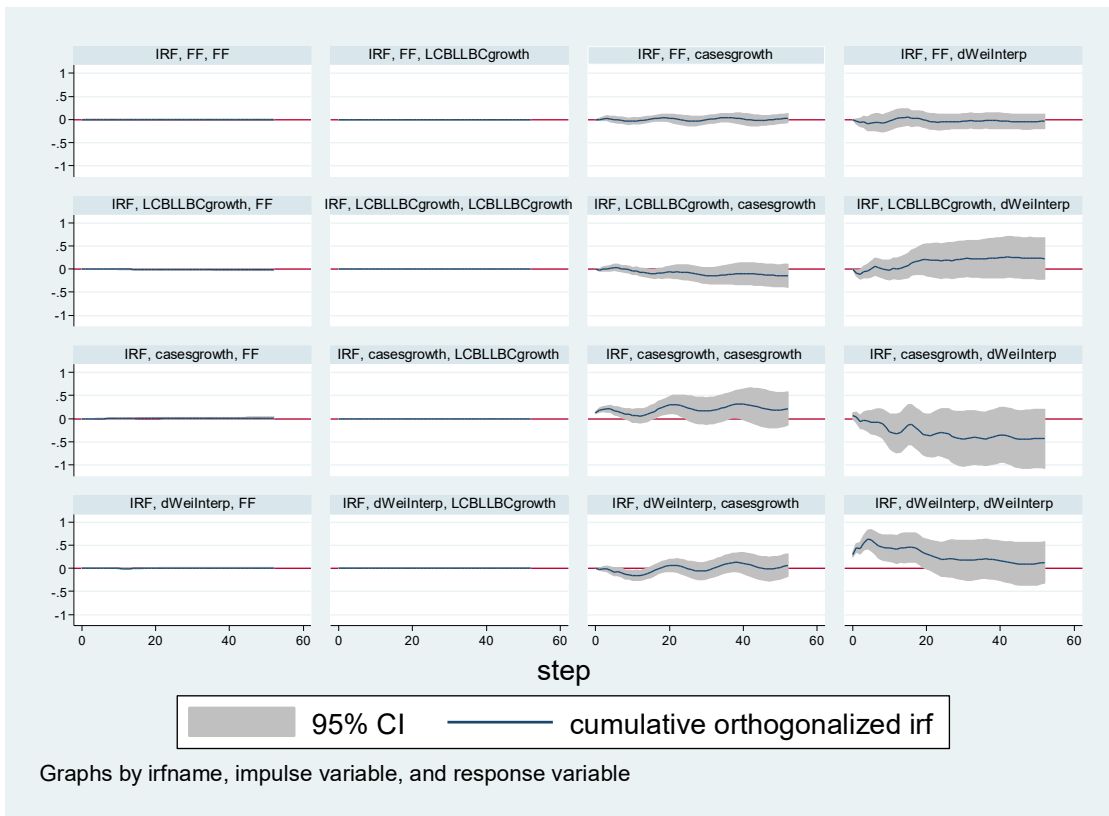 IRF, FF, FF
IRF, FF, LCBLLBCgrowth
IRF, FF, casesgrowth
IRF, FF, dWeiInterp
1
.5
0
-.5
-1
IRF, LCBLLBCgrowth, FF
IRF, LCBLLBCgrowth, LCBLLBCgrowth
IRF, LCBLLBCgrowth, casesgrowth
IRF, LCBLLBCgrowth, dWeiInterp
1
.5
0
-.5
-1
IRF, casesgrowth, FF
IRF, casesgrowth, LCBLLBCgrowth
IRF, casesgrowth, casesgrowth
IRF, casesgrowth, dWeiInterp
1
.5
0
-.5
-1
IRF, dWeiInterp, FF
IRF, dWeiInterp, LCBLLBCgrowth
IRF, dWeiInterp, casesgrowth
IRF, dWeiInterp, dWeiInterp
1
.5
0
-.5
-1
0 20 40 60
0 20 40 60
0 20 40 60
0 20 40 60
step
95% CI
cumulative orthogonalized irf
Graphs by irfname, impulse variable, and response variable